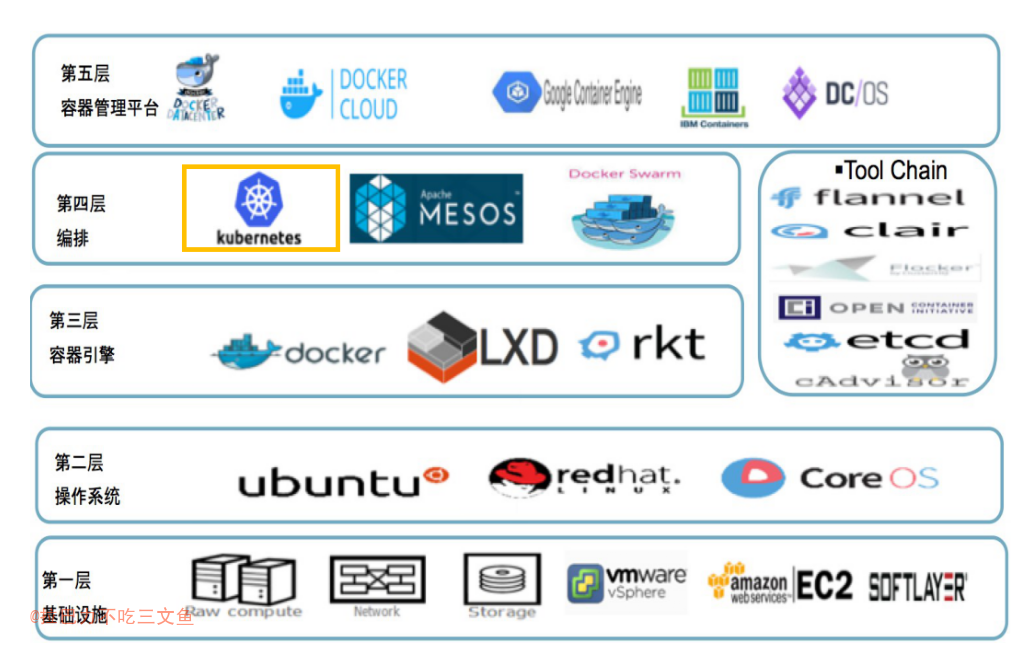 第五层
容器管理平台
DOCKER
DATACENTER
DOCKER
CLOUD
Google Container Engine
IBM Containers
DC/OS
第四层
编排
kubernetes
Apache
MESOS
Docker Swarm
▪Tool Chain
flannel
clair
Flocker
OPEN CONTAINER
INITIATIVE
etcd
cAdvisor
第三层
容器引擎
docker
LXD
rkt
第二层
操作系统
ubuntu
redhat.
LINUX
Core OS
第一层
基础设施
Raw compute
Network
Storage
vmware
vSphere
amazon
web services
EC2
SOFTLAYER
不吃三文鱼